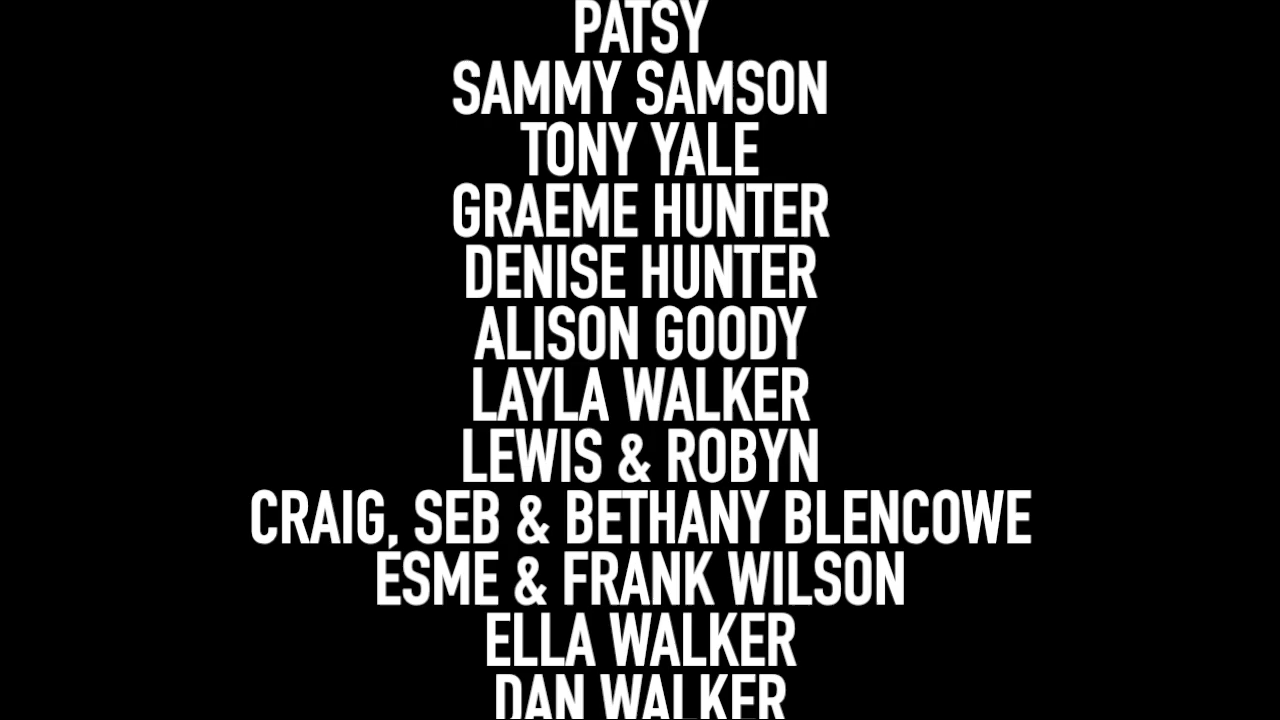 PATSY
SAMMY SAMSON
TONY YALE
GRAEME HUNTER
DENISE HUNTER
ALISON GOODY
LAYLA WALKER
LEWIS & ROBYN
CRAIG, SEB & BETHANY BLENCOWE
ESME & FRANK WILSON
ELLA WALKER
DAN WALKER